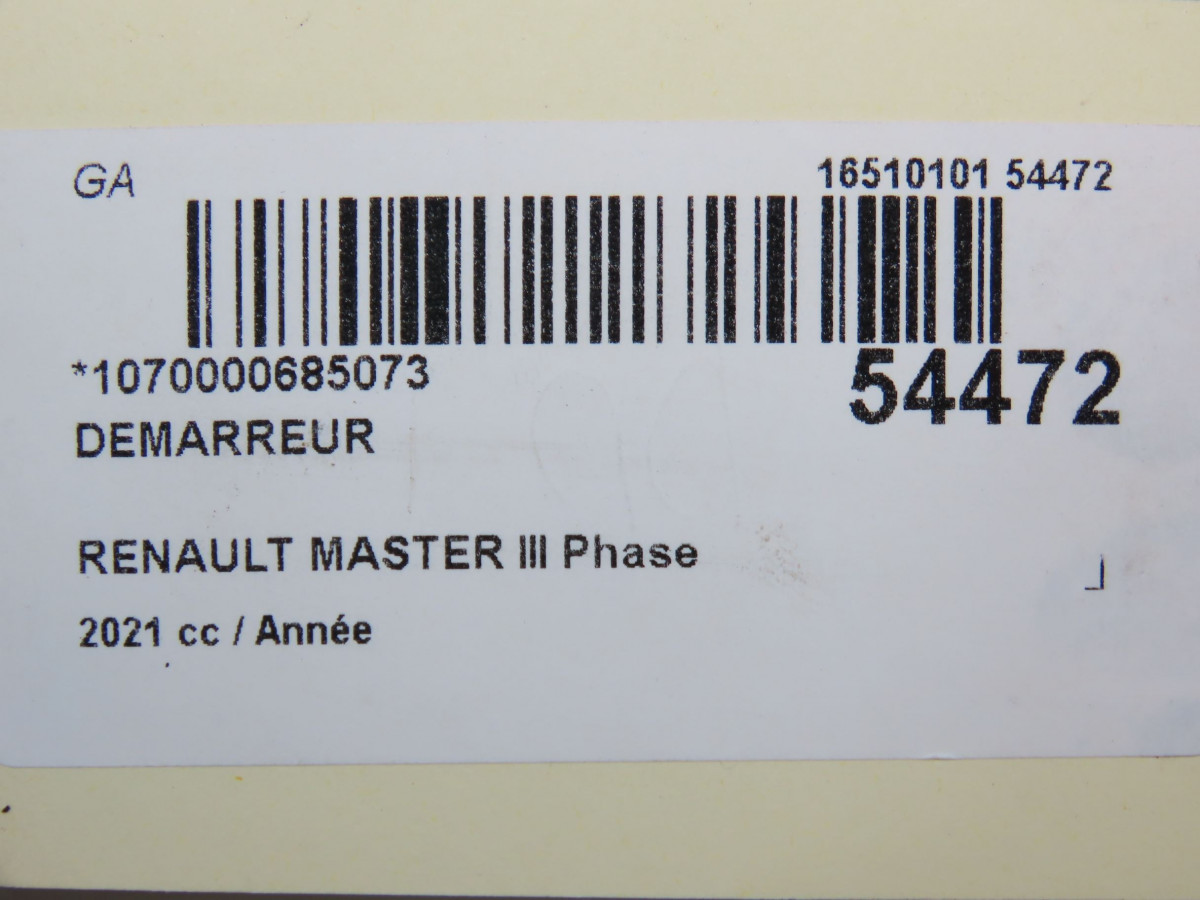 GA
16510101 54472
*1070000685073
54472
DEMARREUR
RENAULT MASTER III Phase
2021 cc / Année